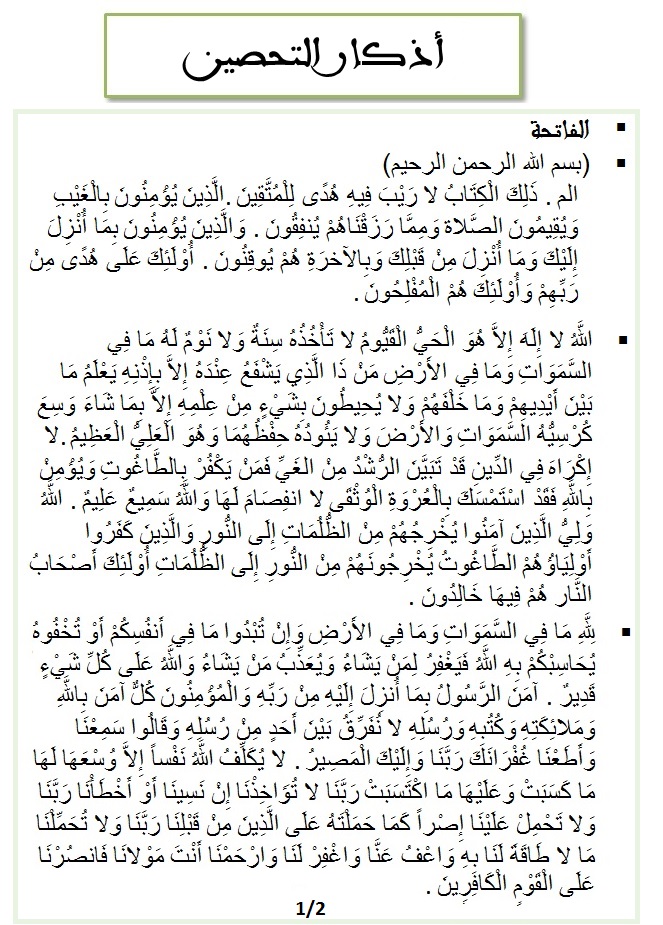 أذكار التحصين
▪ الفاتحة
▪ (بسم الله الرحمن الرحيم)
الم . ذَلِكَ الْكِتَابُ لا رَيْبَ فِيهِ هُدًى لِلْمُتَّقِينَ .الَّذِينَ يُؤْمِنُونَ بِالْغَيْبِ
وَيُقِيمُونَ الصَّلاة وَمِمَّا رَزَقْنَاهُمْ يُنفِقُونَ . وَالَّذِينَ يُؤْمِنُونَ بِمَا أُنْزِلَ
إِلَيْكَ وَمَا أُنْزِلَ مِنْ قَبْلِكَ وَبِالآخرَةِ هُمْ يُوقِنُونَ . أُوْلَئِكَ عَلَى هُدًى مِنْ
رَبِّهِمْ وَأُوْلَئِكَ هُمْ الْمُفْلِحُونَ .
▪ اللَّهُ لا إِلَهَ إِلاَّ هُوَ الْحَيُّ الْقَيُّومُ لا تَأْخُذُهُ سِنَةٌ وَلا نَوْمٌ لَهُ مَا فِي
السَّمَوَاتِ وَمَا فِي الأَرْضِ مَنْ ذَا الَّذِي يَشْفَعُ عِنْدَهُ إِلاَّ بِإِذْنِهِ يَعْلَمُ مَا
بَيْنَ أَيْدِيهِمْ وَمَا خَلْفَهُمْ وَلا يُحِيطُونَ بِشَيْءٍ مِنْ عِلْمِهِ إِلاَّ بِمَا شَاءَ وَسِعَ
كُرْسِيُّهُ السَّمَوَاتِ وَالأَرْضَ وَلا يَئُودُهُ حِفْظُهُمَا وَهُوَ الْعَلِيُّ الْعَظِيمُ .لا
إِكْرَاهَ فِي الدِّينِ قَدْ تَبَيَّنَ الرُّشْدُ مِنْ الغَيِّ فَمَنْ يَكْفُرْ بِالطَّاغُوتِ وَيُؤْمِنْ
بِاللَّهِ فَقَدْ اسْتَمْسَكَ بِالْعُرْوَةِ الْوُثْقَى لا انفِصَامَ لَهَا وَاللَّهُ سَمِيعٌ عَلِيمٌ . اللَّهُ
وَلِيُّ الَّذِينَ آمَنُوا يُخْرِجُهُمْ مِنْ الظُّلُمَاتِ إِلَى النُّورِ وَالَّذِينَ كَفَرُوا
أَوْلِيَاؤُهُمْ الطَّاغُوتُ يُخْرِجُونَهُمْ مِنْ النُّورِ إِلَى الظُّلُمَاتِ أُوْلَئِكَ أَصْحَابُ
النَّارِ هُمْ فِيهَا خَالِدُونَ .
▪ لِلَّهِ مَا فِي السَّمَوَاتِ وَمَا فِي الأَرْضِ وَإِنْ تُبْدُوا مَا فِي أَنفُسِكُمْ أَوْ تُخْفُوهُ
يُحَاسِبْكُمْ بِهِ اللَّهُ فَيَغْفِرُ لِمَنْ يَشَاءُ وَيُعَذِّبُ مَنْ يَشَاءُ وَاللَّهُ عَلَى كُلِّ شَيْءٍ
قَدِيرٌ . آمَنَ الرَّسُولُ بِمَا أُنزِلَ إِلَيْهِ مِنْ رَبِّهِ وَالْمُؤْمِنُونَ كُلٌّ آمَنَ بِاللَّهِ
وَمَلائِكَتِهِ وَكُتُبِهِ وَرُسُلِهِ لا نُفَرِّقُ بَيْنَ أَحَدٍ مِنْ رُسُلِهِ وَقَالُوا سَمِعْنَا
وَأَطَعْنَا غُفْرَانَكَ رَبَّنَا وَإِلَيْكَ الْمَصِيرُ . لا يُكَلِّفُ اللَّهُ نَفْساً إِلاَّ وُسْعَهَا لَهَا
مَا كَسَبَتْ وَعَلَيْهَا مَا اكْتَسَبَتْ رَبَّنَا لا تُؤَاخِذْنَا إِنْ نَسِينَا أَوْ أَخْطَأْنَا رَبَّنَا
وَلا تَحْمِلْ عَلَيْنَا إِصْراً كَمَا حَمَلْتَهُ عَلَى الَّذِينَ مِنْ قَبْلِنَا رَبَّنَا وَلا تُحَمِّلْنَا
مَا لا طَاقَةَ لَنَا بِهِ وَاعْفُ عَنَّا وَاغْفِرْ لَنَا وَارْحَمْنَا أَنْتَ مَوْلانَا فَانصُرْنَا
عَلَى الْقَوْمِ الْكَافِرِينَ .
1/2